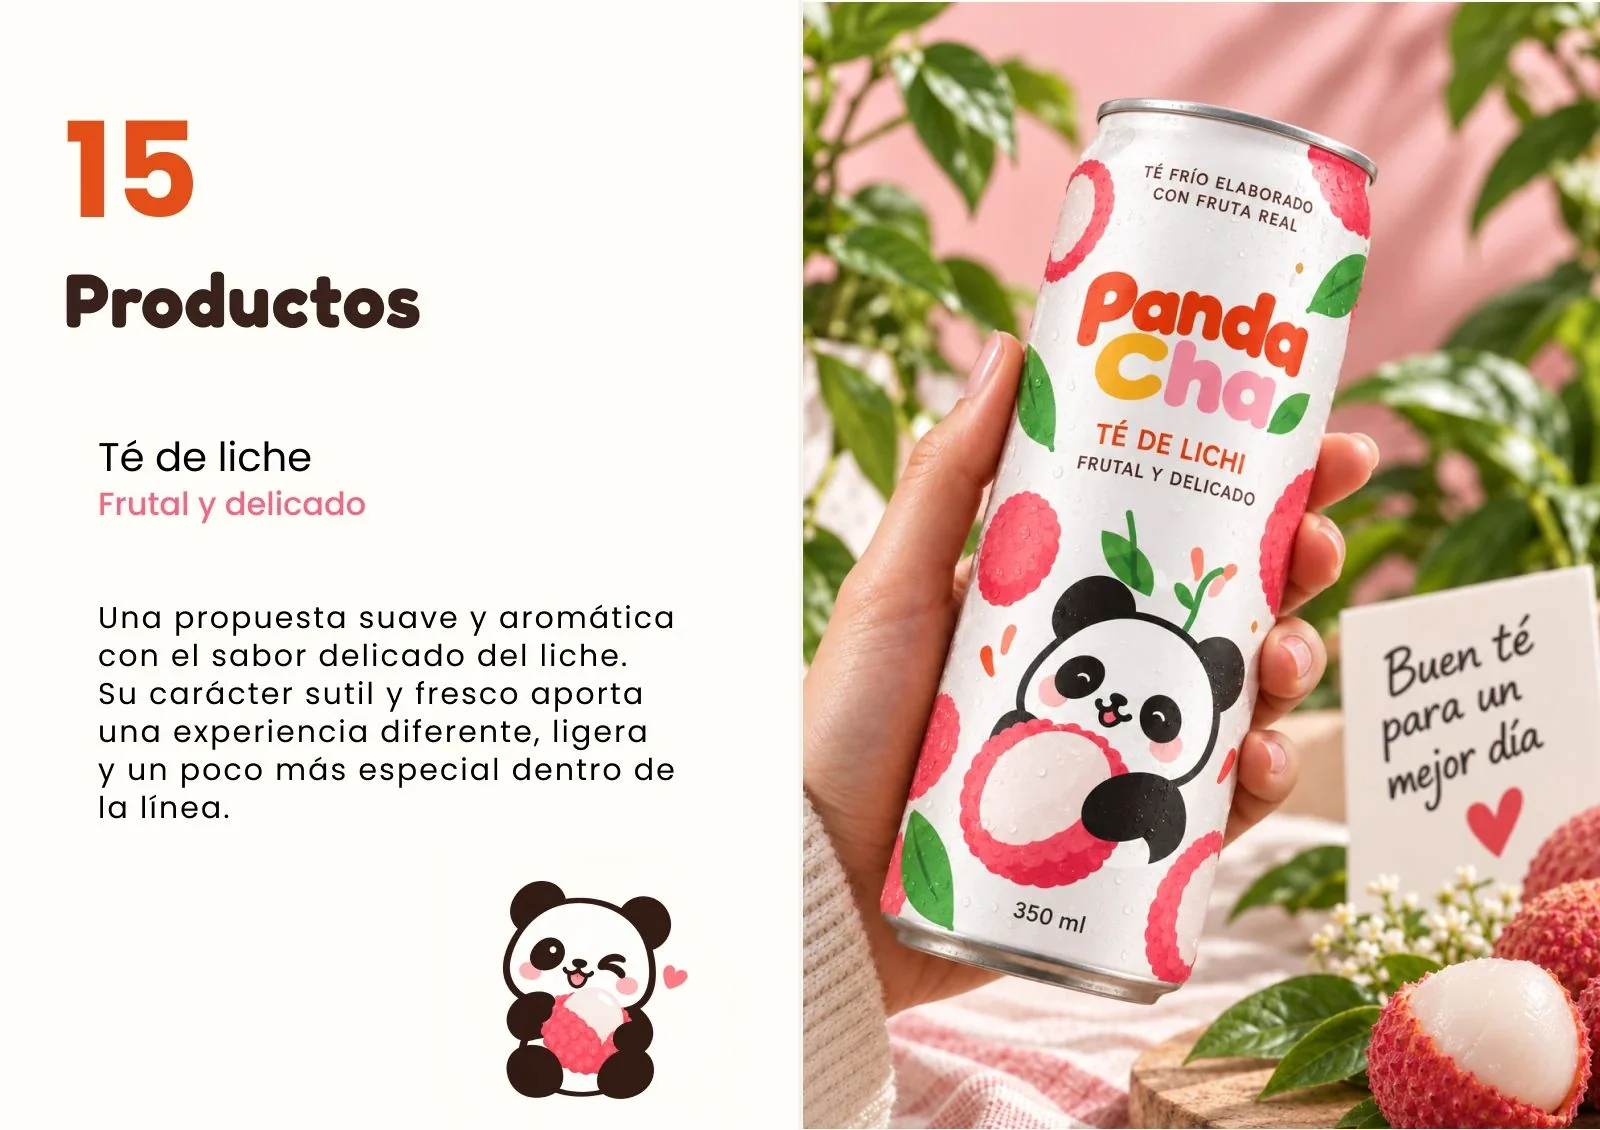 15
Productos
Té de liche
Frutal y delicado
Una propuesta suave y aromática
con el sabor delicado del liche.
Su carácter sutil y fresco aporta
una experiencia diferente, ligera
y un poco más especial dentro de
la línea.
TÉ FRÍO ELABORADO
CON FRUTA REAL
Panda
Cha
TÉ DE LICHI
FRUTAL Y DELICADO
350 ml
Buen té
para un
mejor día